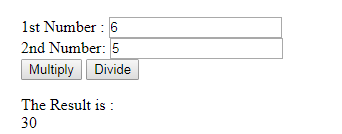 1st Number : 6
2nd Number: 5
Multiply Divide
The Result is :
30